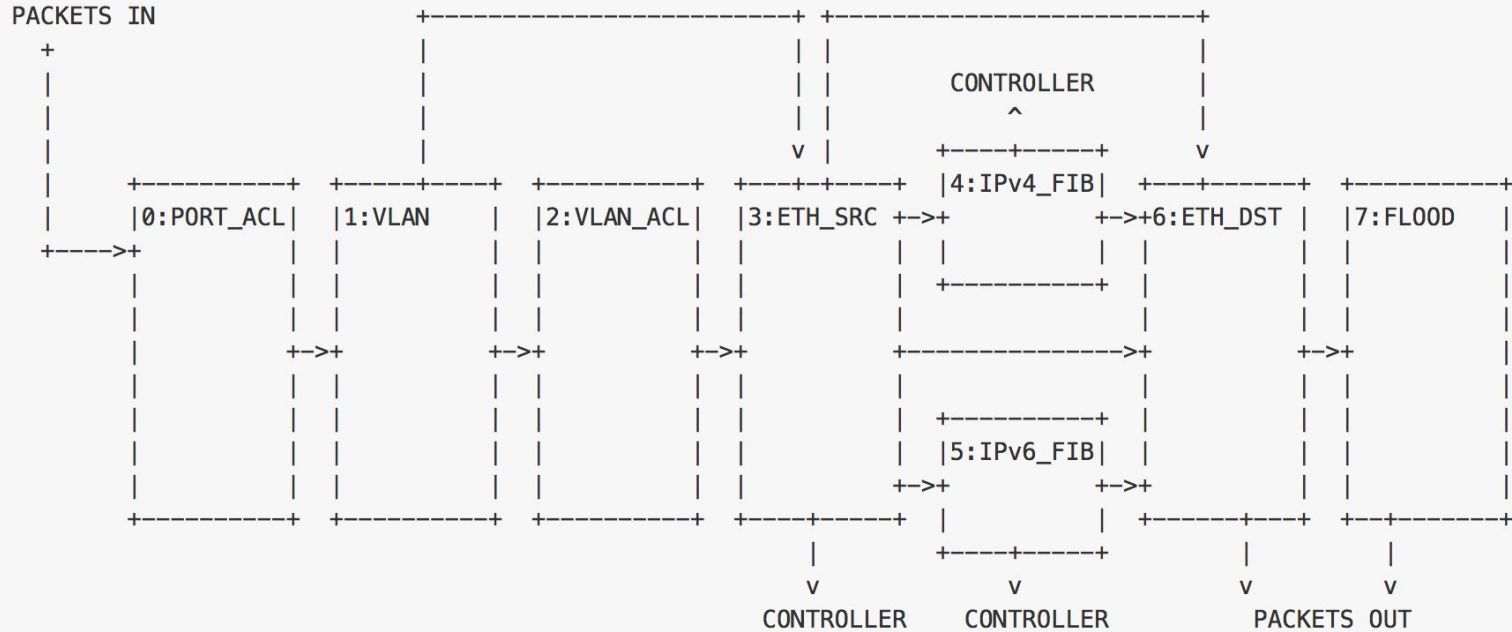 PACKETS IN
CONTROLLER
4:IPv4_FIB
0:PORT_ACL 1:VLAN 2:VLAN_ACL 3:ETH_SRC 6:ETH_DST 7:FLOOD
5:IPv6_FIB
CONTROLLER CONTROLLER PACKETS OUT